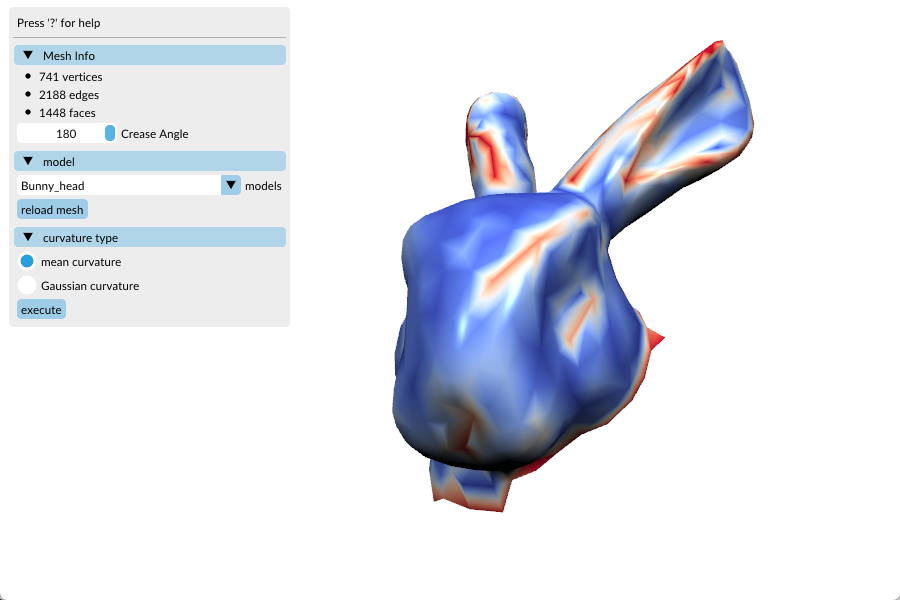 Press '?' for help
Mesh Info
741 vertices
2188 edges
1448 faces
180 Crease Angle
model
Bunny_head models
reload mesh
curvature type
mean curvature
Gaussian curvature
execute